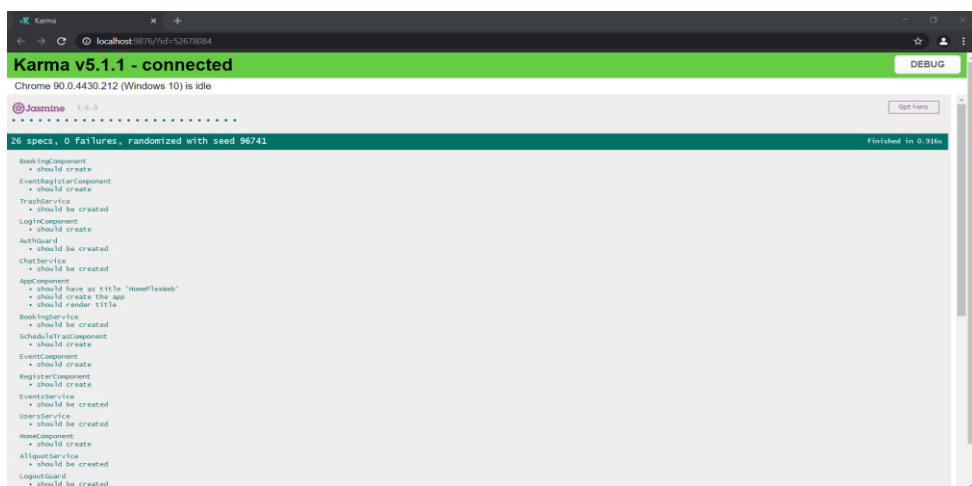 Karma
localhost:9876/?id=52678084
Karma v5.1.1 - connected
DEBUG
Chrome 90.0.4430.212 (Windows 10) is idle
Jasmine 3.6.0
Options
26 specs, 0 failures, randomized with seed 96741
finished in 0.916s
BookingComponent
• should create
EventRegisterComponent
• should create
TrashService
• should be created
LoginComponent
• should create
AuthGuard
• should be created
ChatService
• should be created
AppComponent
• should have as title 'HomePlexWeb'
• should create the app
• should render title
BookingService
• should be created
ScheduleTrasComponent
• should create
EventComponent
• should create
RegisterComponent
• should create
EventsService
• should be created
UsersService
• should be created
HomeComponent
• should create
AliquotService
• should be created
LogoutGuard
• should be created